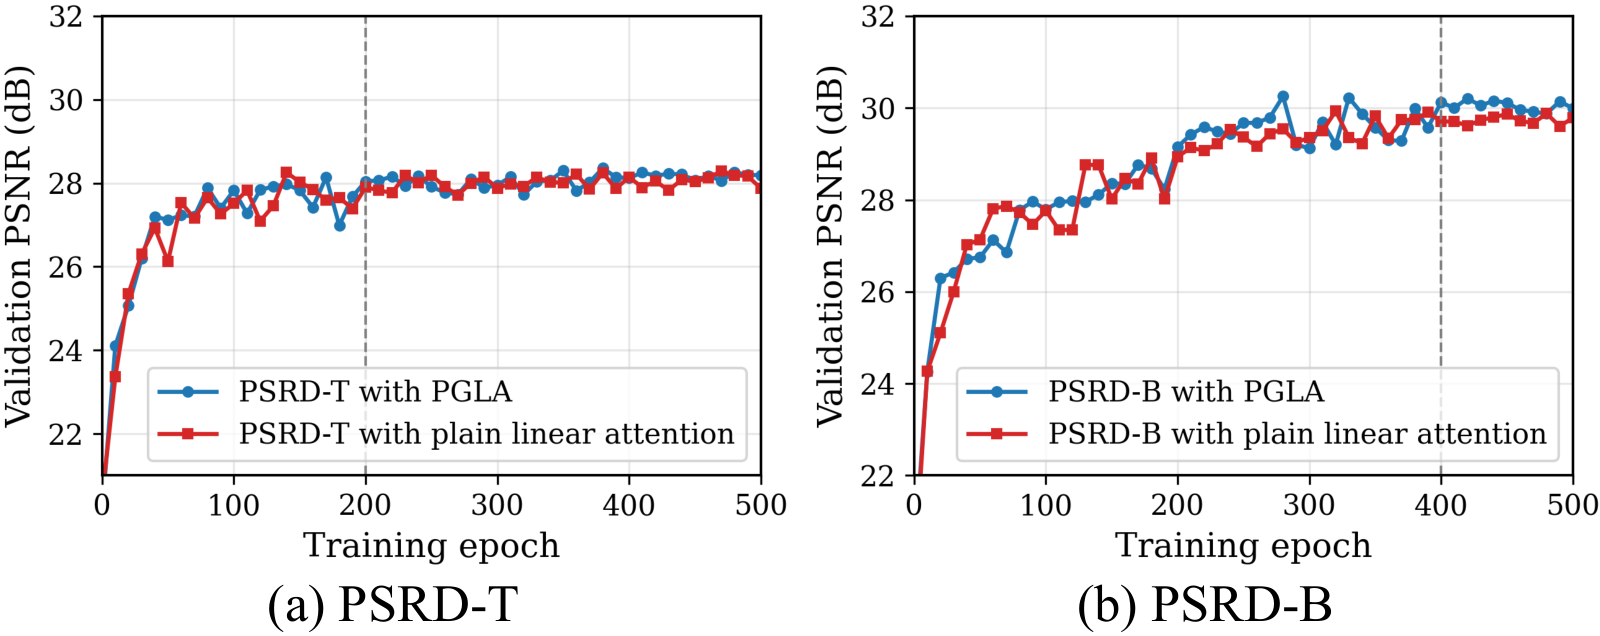 32
30
28
26
24
22
Validation PSNR (dB)
PSRD-T with PGLA
PSRD-T with plain linear attention
0 100 200 300 400 500
Training epoch
(a) PSRD-T
32
30
28
26
24
22
Validation PSNR (dB)
PSRD-B with PGLA
PSRD-B with plain linear attention
0 100 200 300 400 500
Training epoch
(b) PSRD-B